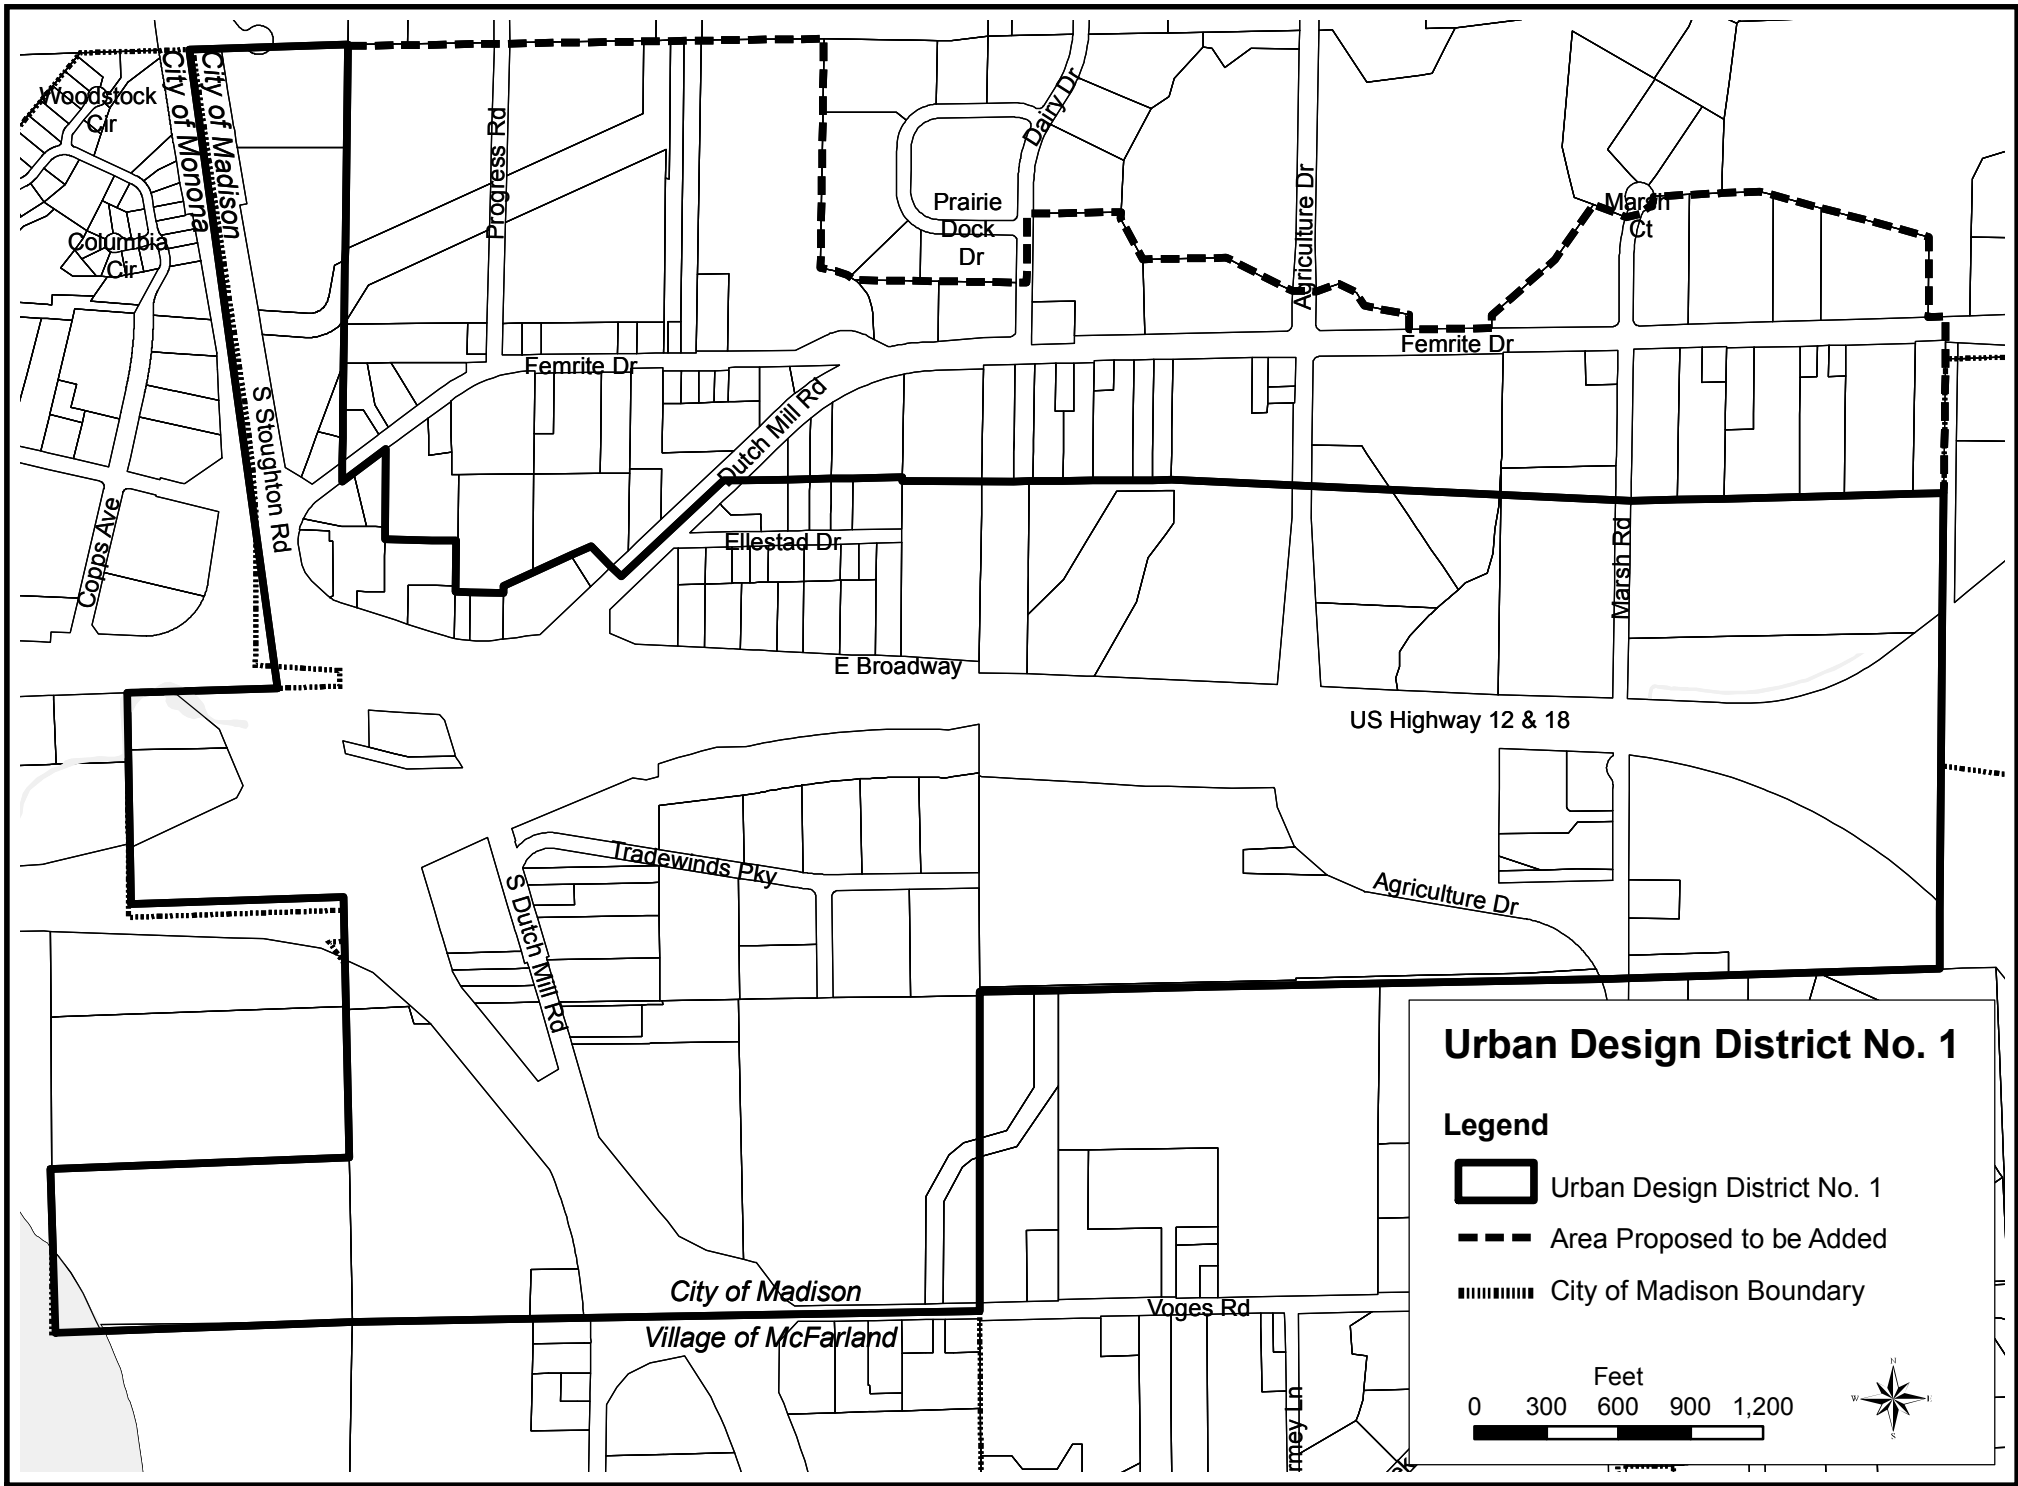 City of Monona
City of Madison
Woodstock
Cir
Columbia
Cir
Progress Rd
Dairy Dr
Prairie
Dock
Dr
Agriculture Dr
Marsh
Ct
Femrite Dr
Femrite Dr
Dutch Mill Rd
S Stoughton Rd
Copps Ave
Ellestad Dr
Marsh Rd
E Broadway
US Highway 12 & 18
Tradewinds Pky
S Dutch Mill Rd
Agriculture Dr
City of Madison
Village of McFarland
Voges Rd
rmey Ln
Urban Design District No. 1
Legend
Urban Design District No. 1
Area Proposed to be Added
City of Madison Boundary
Feet
0 300 600 900 1,200
N
W E
S